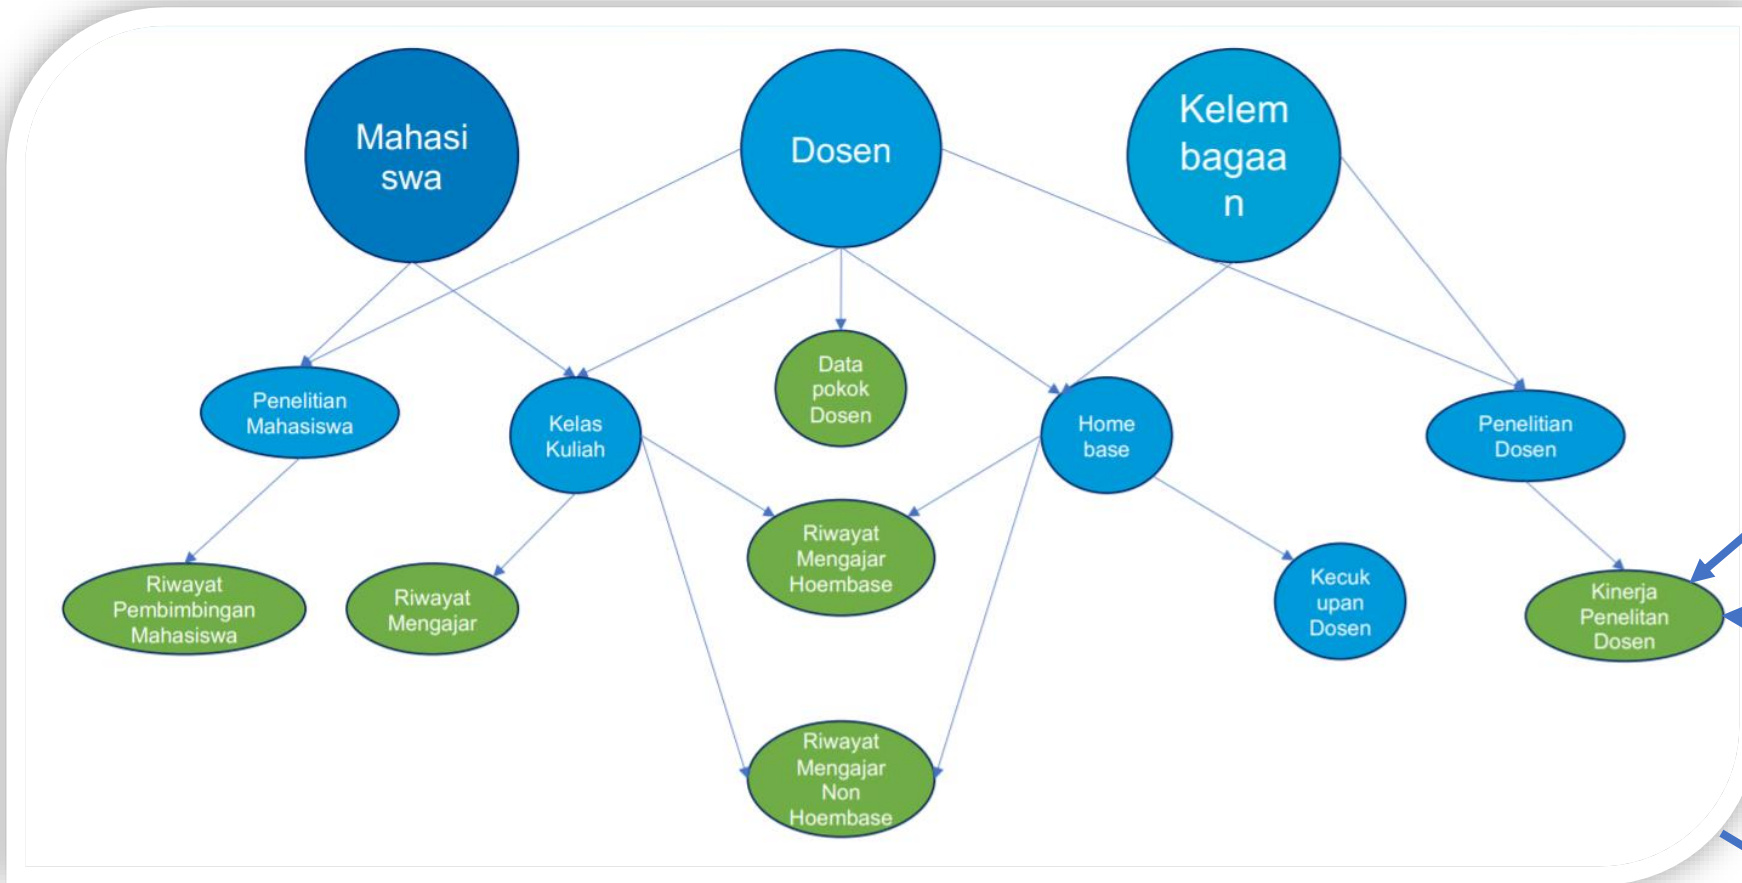 Mahasi
swa
Dosen
Kelem
bagaa
n
Data
pokok
Dosen
Penelitian
Mahasiswa
Kelas
Kuliah
Home
base
Penelitian
Dosen
Riwayat
Mengajar
Hoembase
Riwayat
Pembimbingan
Mahasiswa
Riwayat
Mengajar
Kecuk
upan
Dosen
Kinerja
Penelitan
Dosen
Riwayat
Mengajar
Non
Hoembase